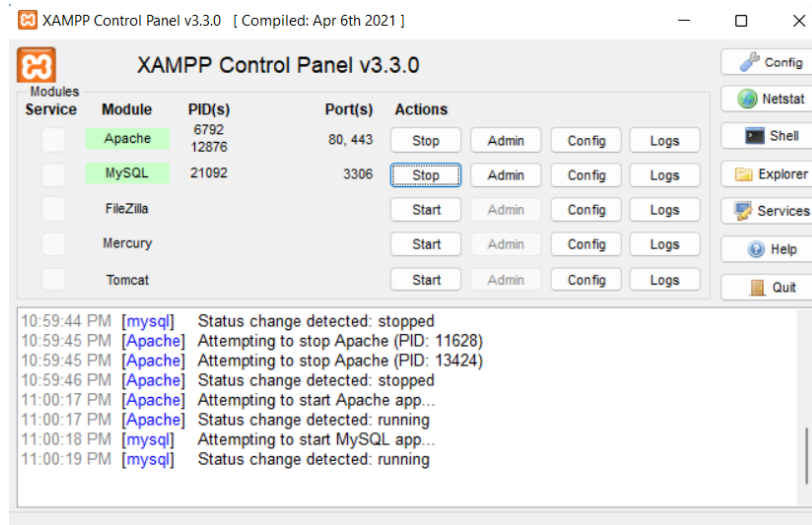 XAMPP Control Panel v3.3.0 [ Compiled: Apr 6th 2021 ]
XAMPP Control Panel v3.3.0
Config
Modules
Service Module PID(s) Port(s) Actions
Netstat
Apache 6792 12876 80, 443 Stop Admin Config Logs
Shell
MySQL 21092 3306 Stop Admin Config Logs
Explorer
FileZilla Start Admin Config Logs
Services
Mercury Start Admin Config Logs
Help
Tomcat Start Admin Config Logs
Quit
10:59:44 PM [mysql] Status change detected: stopped
10:59:45 PM [Apache] Attempting to stop Apache (PID: 11628)
10:59:45 PM [Apache] Attempting to stop Apache (PID: 13424)
10:59:46 PM [Apache] Status change detected: stopped
11:00:17 PM [Apache] Attempting to start Apache app...
11:00:17 PM [Apache] Status change detected: running
11:00:18 PM [mysql] Attempting to start MySQL app...
11:00:19 PM [mysql] Status change detected: running